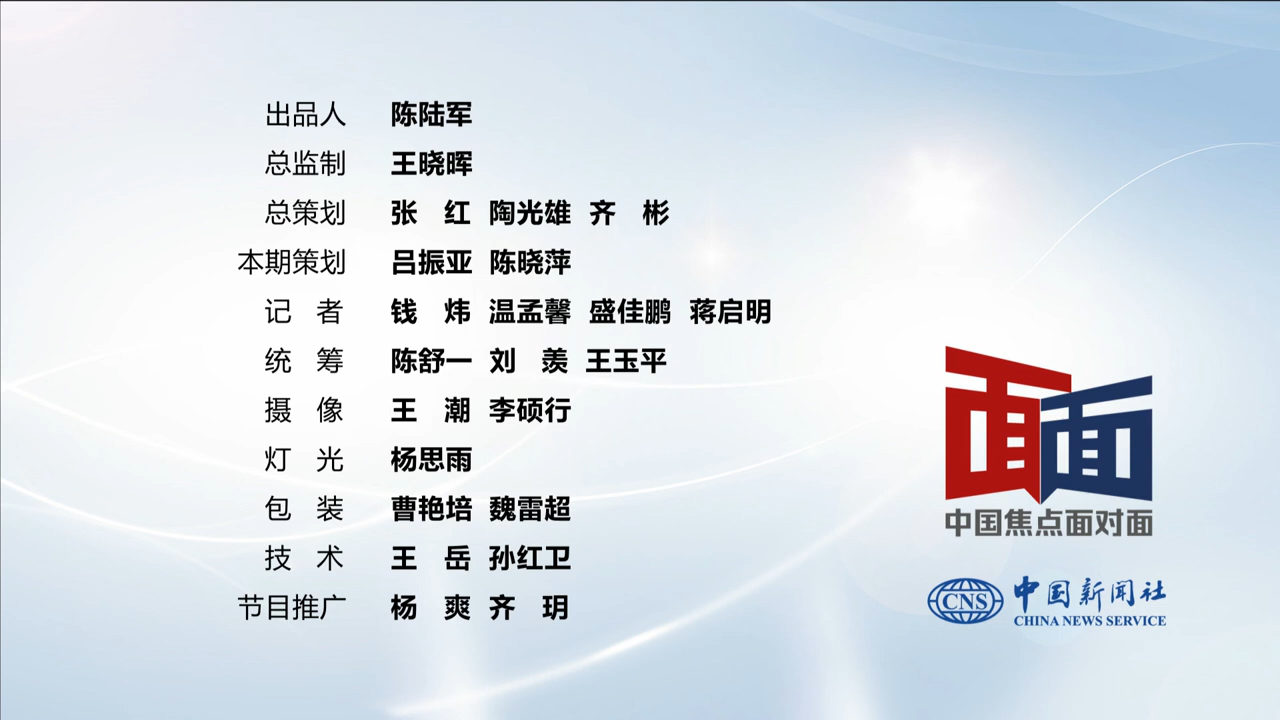 出品人 陈陆军
总监制 王晓晖
总策划 张 红 陶光雄 齐 彬
本期策划 吕振亚 陈晓萍
记 者 钱 炜 温孟馨 盛佳鹏 蒋启明
统 筹 陈舒一 刘 羡 王玉平
摄 像 王 潮 李硕行
灯 光 杨思雨
包 装 曹艳培 魏雷超
技 术 王 岳 孙红卫
节目推广 杨 爽 齐 玥
面面
中国焦点面对面
CNS 中国新闻社
CHINA NEWS SERVICE